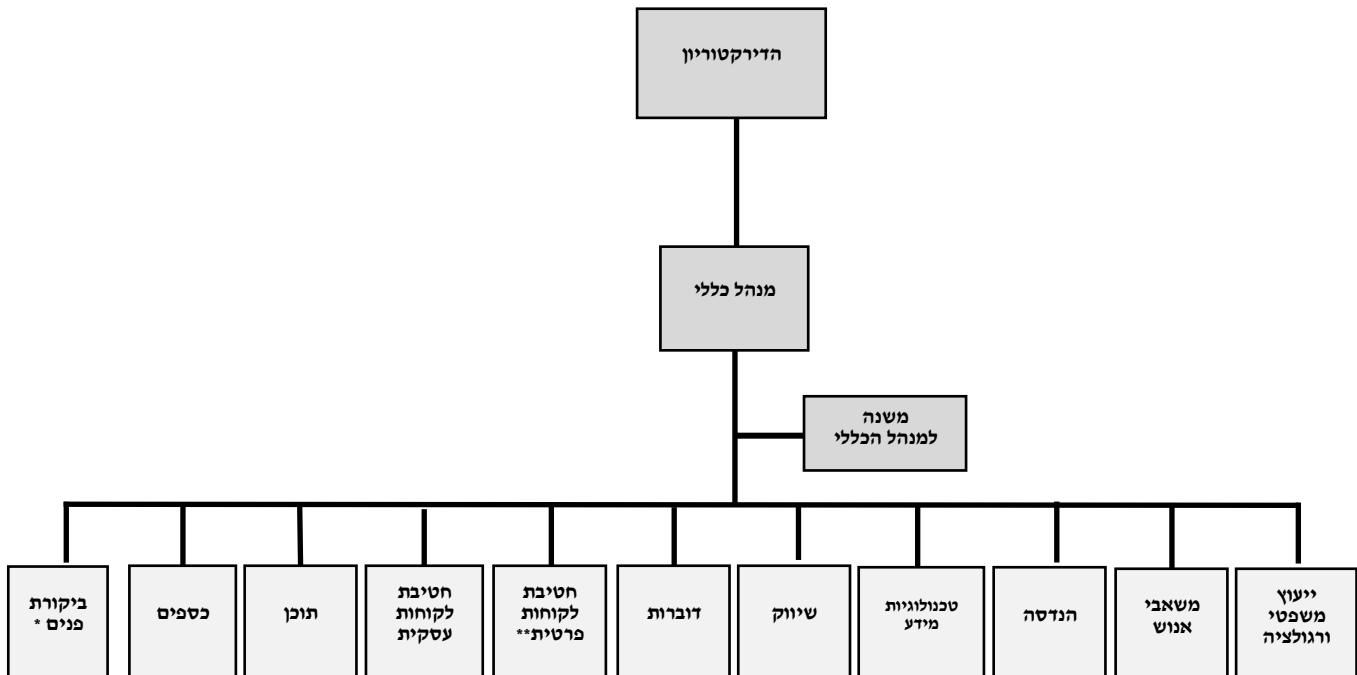 הדירקטוריון
מנהל כללי
משנה
למנהל הכללי
ייעוץ
משפטי
ורגולציה
משאבי
אנוש
הנדסה
טכנולוגיות
מידע
שיווק
דוברות
חטיבת
לקוחות
פרטית**
חטיבת
לקוחות
עסקית
תוכן
כספים
ביקורת
פנים *